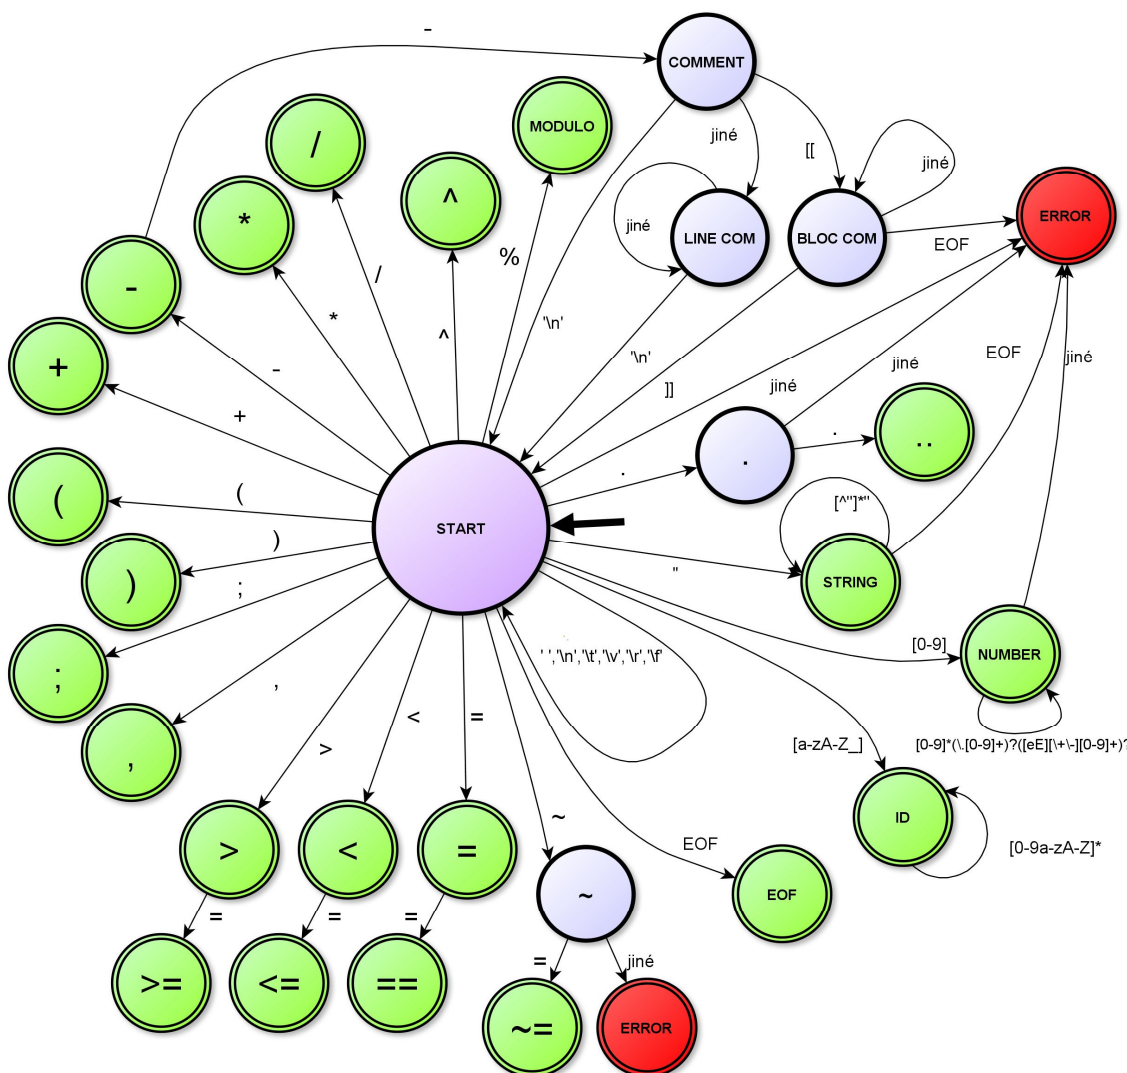 -
COMMENT
MODULO
/
jiné
[[
jiné
^
*
ERROR
jiné
LINE COM
BLOC COM
EOF
-
%
/
*
'\n'
^
'\n'
EOF
jiné
jiné
+
-
]]
jiné
+
.
..
.
.
(
(
[^"]*"
START
)
"
STRING
)
;
[0-9]
NUMBER
' ','\n','\t','\v','\r','\f'
;
,
<
=
[a-zA-Z_]
[0-9]*(\.[0-9]+)?([eE][\+\-][0-9]+)?
,
>
~
ID
EOF
[0-9a-zA-Z]*
>
<
=
~
EOF
=
=
=
=
jiné
>=
<=
==
~=
ERROR